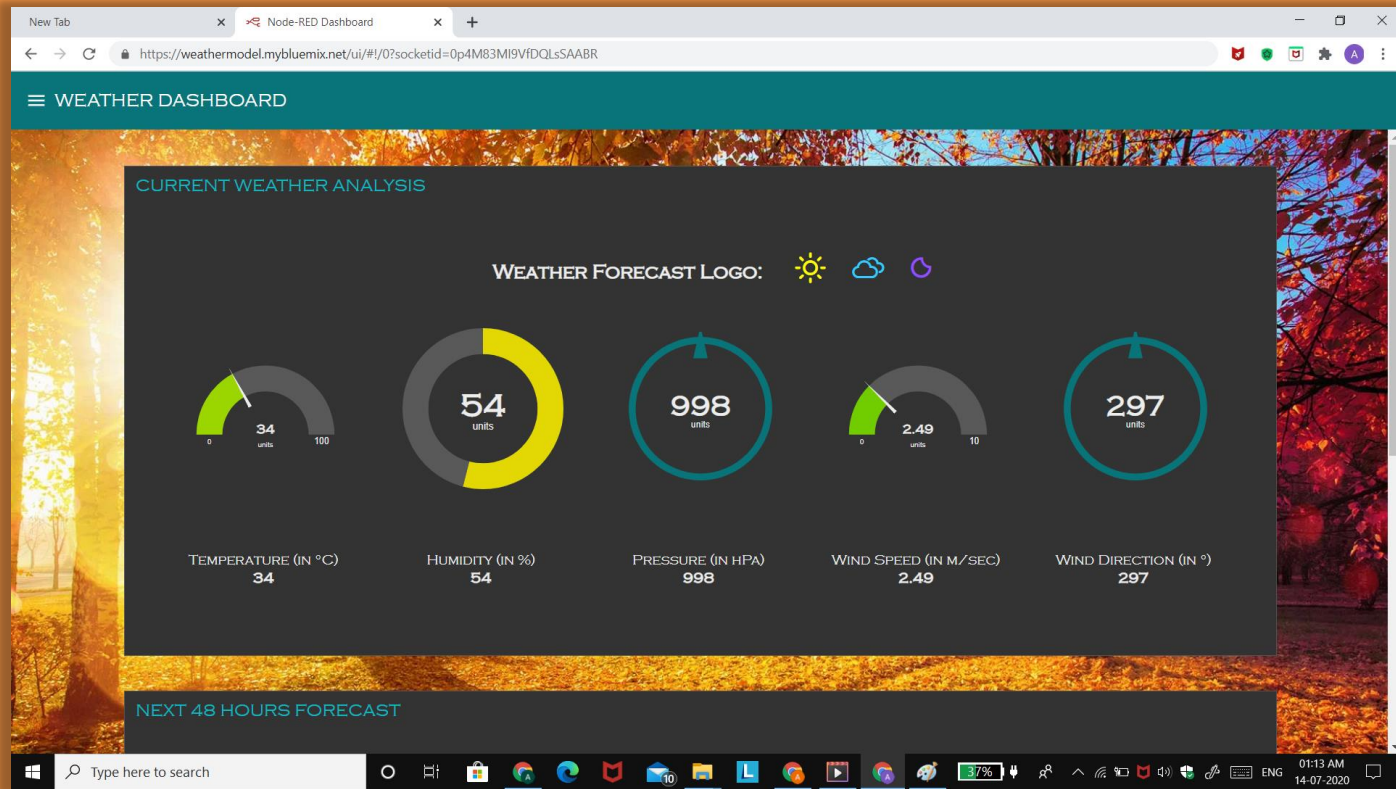 New Tab
Node-RED Dashboard
https://weathermodel.mybluemix.net/ui/#!/0?socketid=0p4M83MI9VfDQLsSAABR
A
WEATHER DASHBOARD
CURRENT WEATHER ANALYSIS
WEATHER FORECAST LOGO:
34
units
0
100
54
units
998
units
2.49
units
0
10
297
units
TEMPERATURE (IN °C)
34
HUMIDITY (IN %)
54
PRESSURE (IN HPA)
998
WIND SPEED (IN M/SEC)
2.49
WIND DIRECTION (IN °)
297
NEXT 48 HOURS FORECAST
Type here to search
10
L
37%
ENG
01:13 AM
14-07-2020